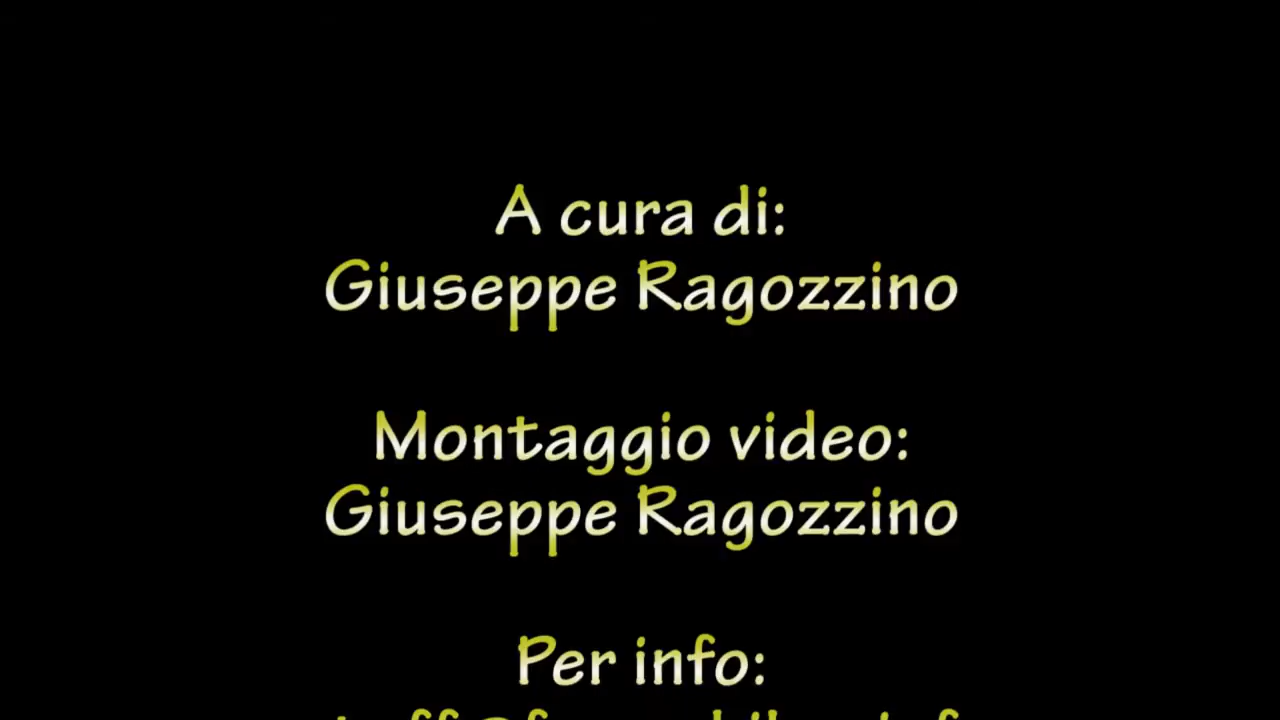 A cura di:
Giuseppe Ragozzino
Montaggio video:
Giuseppe Ragozzino
Per info: